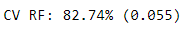 CV RF: 82.74% (0.055)